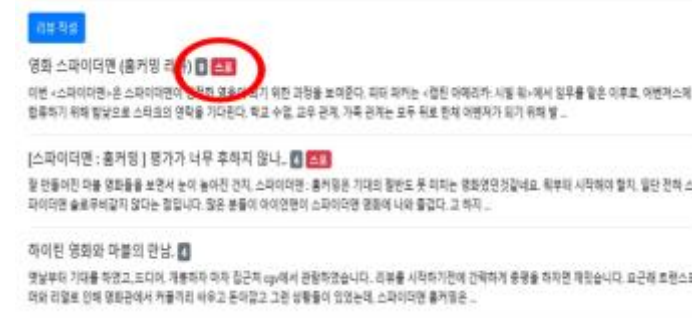 리뷰 작성
영화 스파이더맨 (홈커밍 리뷰) 8 스포
이번 <스파이더맨>은 스파이더맨이 영웅이 되기 위한 과정을 보여준다. 피터 파커는 <캡틴 아메리카: 시빌 워>에서 임무를 맡은 이후로, 어벤져스에
합류하기 위해 밤낮으로 스타크의 연락을 기다린다. 학교 수업, 교우 관계, 가족 관계는 모두 뒤로 한채 어벤져가 되기 위해 발 ...
[스파이더맨 : 홈커밍 ] 평가가 너무 후하지 않나.. 4 스포
잘 만들어진 마블 영화들을 보면서 눈이 높아진 건지, 스파이더맨 : 홈커밍은 기대의 절반도 못 미치는 영화였던것같네요. 뭐부터 시작해야 할지, 일단 전혀 스
파이더맨 솔로무비같지 않다는 점입니다. 많은 분들이 아이언맨이 스파이더맨 영화에 나와 즐겁다. 고 하지 ...
하이틴 영화와 마블의 만남. 4
옛날부터 기대를 하였고, 드디어, 개봉하자 마자 집근처 cgv에서 관람하였습니다.. 리뷰를 시작하기전에 간략하게 총평을 하자면 재밌습니다. 요근래 트랜스포
머와 리얼로 인해 영화관에서 커플끼리 싸우고 돈아깝고 그런 상황들이 있었는데, 스파이더맨 홈커밍은 ...